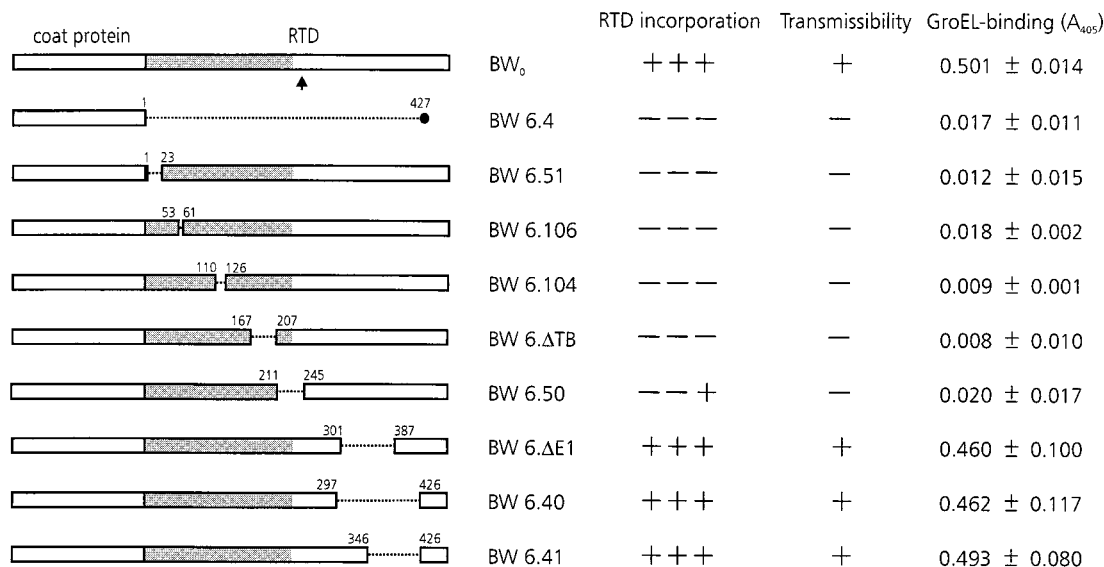 RTD incorporation Transmissibility GroEL-binding (A₄₀₅)
coat protein RTD
BW₀ + + + + 0.501 ± 0.014
1 427
BW 6.4 − − − − 0.017 ± 0.011
1 23
BW 6.51 − − − − 0.012 ± 0.015
53 61
BW 6.106 − − − − 0.018 ± 0.002
110 126
BW 6.104 − − − − 0.009 ± 0.001
167 207
BW 6.ΔTB − − − − 0.008 ± 0.010
211 245
BW 6.50 − − + − 0.020 ± 0.017
301 387
BW 6.ΔE1 + + + + 0.460 ± 0.100
297 426
BW 6.40 + + + + 0.462 ± 0.117
346 426
BW 6.41 + + + + 0.493 ± 0.080